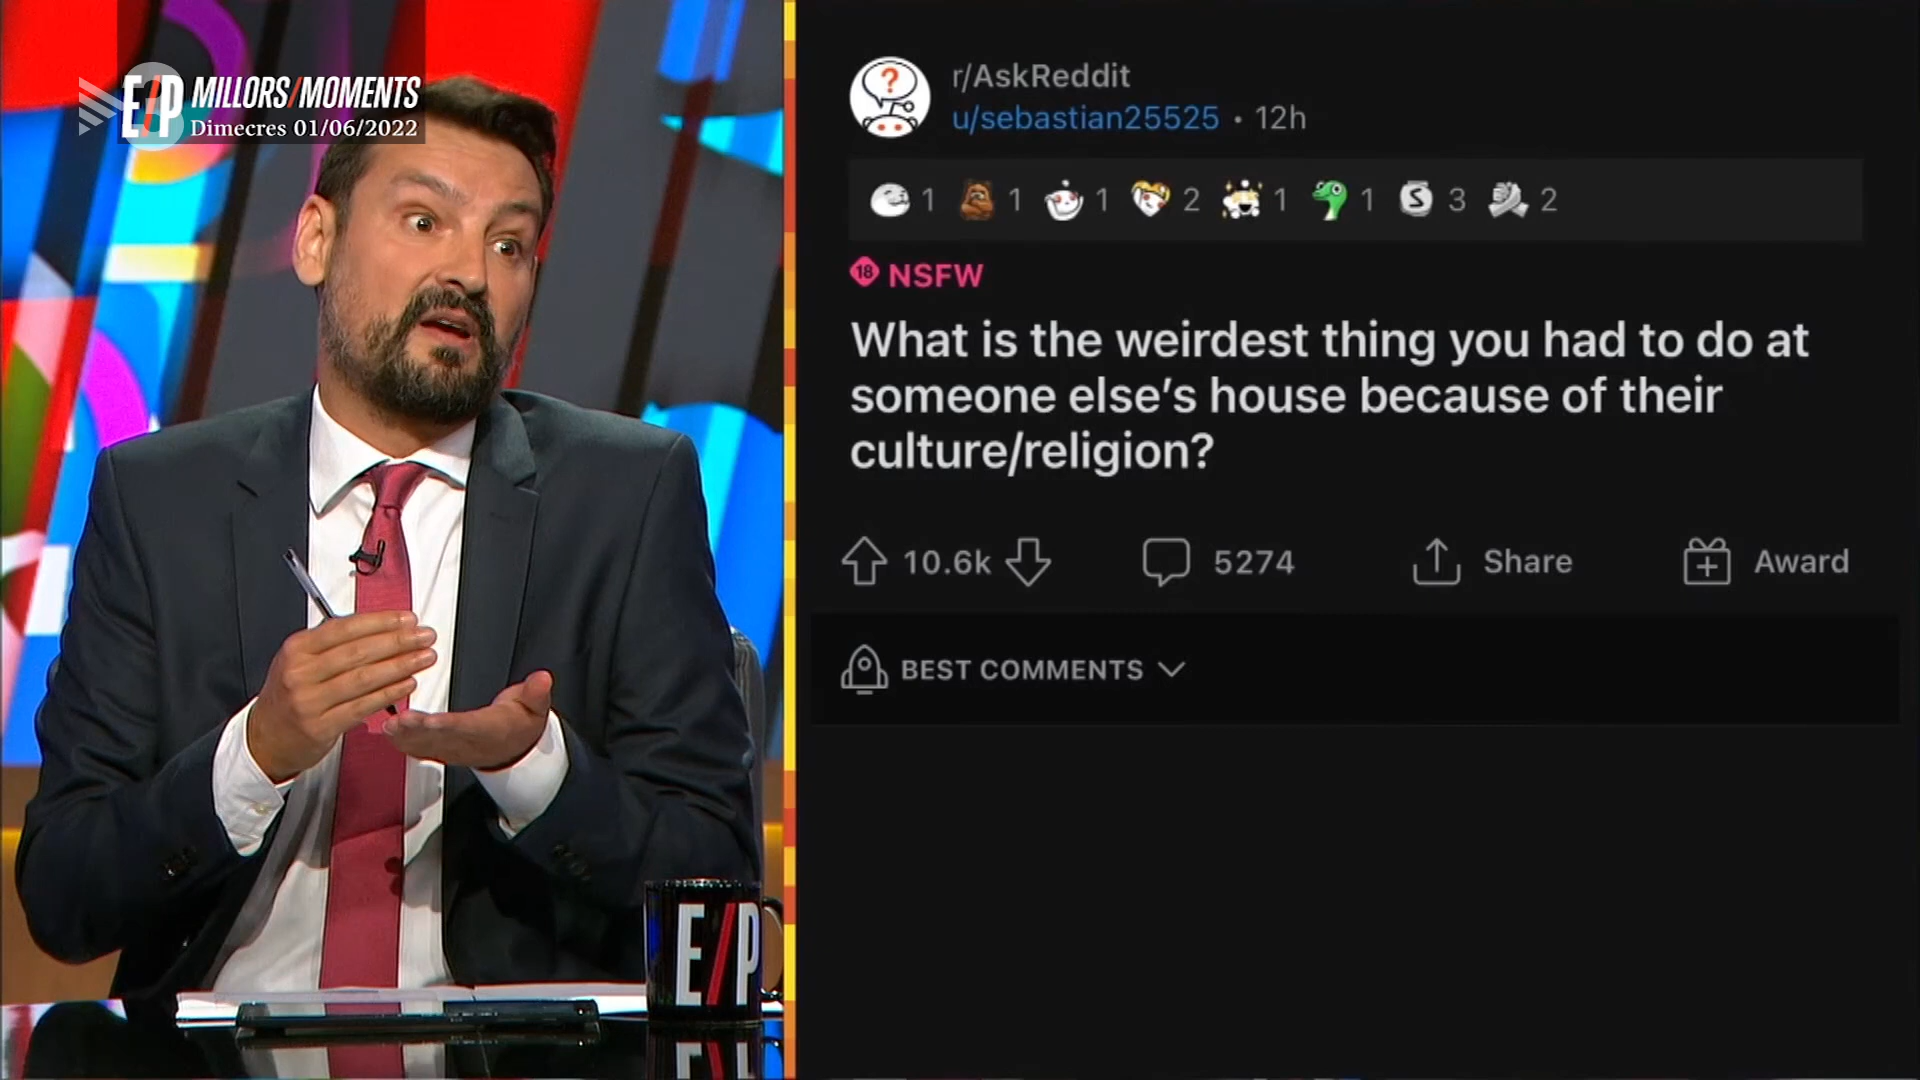 E/P MILLORS/MOMENTS
Dimecres 01/06/2022
r/AskReddit
u/sebastian25525 • 12h
1 1 1 2 1 1 S 3 2
18 NSFW
What is the weirdest thing you had to do at
someone else's house because of their
culture/religion?
10.6k 5274 Share Award
BEST COMMENTS
E/P